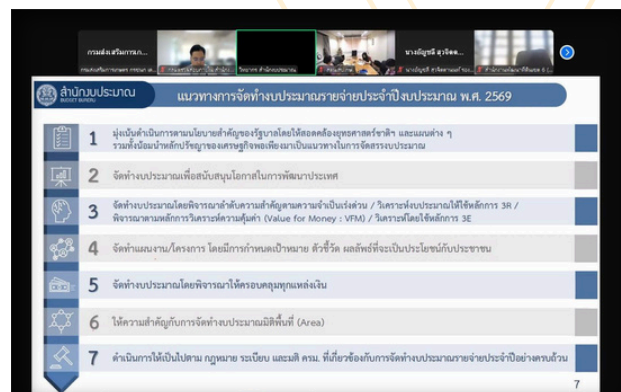 กรมส่งเสริมการเก...
นางอัญชลี สุวจิตต...
สำนักงบประมาณ
BUDGET BUREAU
แนวทางการจัดทำงบประมาณรายจ่ายประจำปีงบประมาณ พ.ศ. 2569
1 มุ่งเน้นดำเนินการตามนโยบายสำคัญของรัฐบาลโดยให้สอดคล้องยุทธศาสตร์ชาติฯ และแผนต่าง ๆ
รวมทั้งน้อมนำหลักปรัชญาของเศรษฐกิจพอเพียงมาเป็นแนวทางในการจัดสรรงบประมาณ
2 จัดทำงบประมาณเพื่อสนับสนุนโอกาสในการพัฒนาประเทศ
3 จัดทำงบประมาณโดยพิจารณาลำดับความสำคัญตามความจำเป็นเร่งด่วน / วิเคราะห์งบประมาณให้ใช้หลักการ 3R /
พิจารณาตามหลักการวิเคราะห์ความคุ้มค่า (Value for Money : VFM) / วิเคราะห์โดยใช้หลักการ 3E
4 จัดทำแผนงาน/โครงการ โดยมีการกำหนดเป้าหมาย ตัวชี้วัด ผลลัพธ์ที่จะเป็นประโยชน์กับประชาชน
5 จัดทำงบประมาณโดยพิจารณาให้ครอบคลุมทุกแหล่งเงิน
6 ให้ความสำคัญกับการจัดทำงบประมาณมิติพื้นที่ (Area)
7 ดำเนินการให้เป็นไปตาม กฎหมาย ระเบียบ และมติ ครม. ที่เกี่ยวข้องกับการจัดทำงบประมาณรายจ่ายประจำปีอย่างครบถ้วน
7